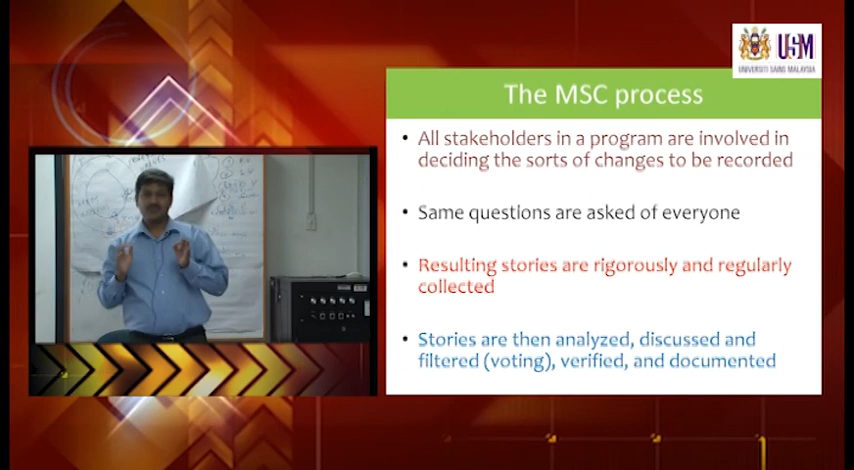 USM
UNIVERSITI SAINS MALAYSIA
The MSC process
• All stakeholders in a program are involved in
deciding the sorts of changes to be recorded
• Same questions are asked of everyone
• Resulting stories are rigorously and regularly
collected
• Stories are then analyzed, discussed and
filtered (voting), verified, and documented